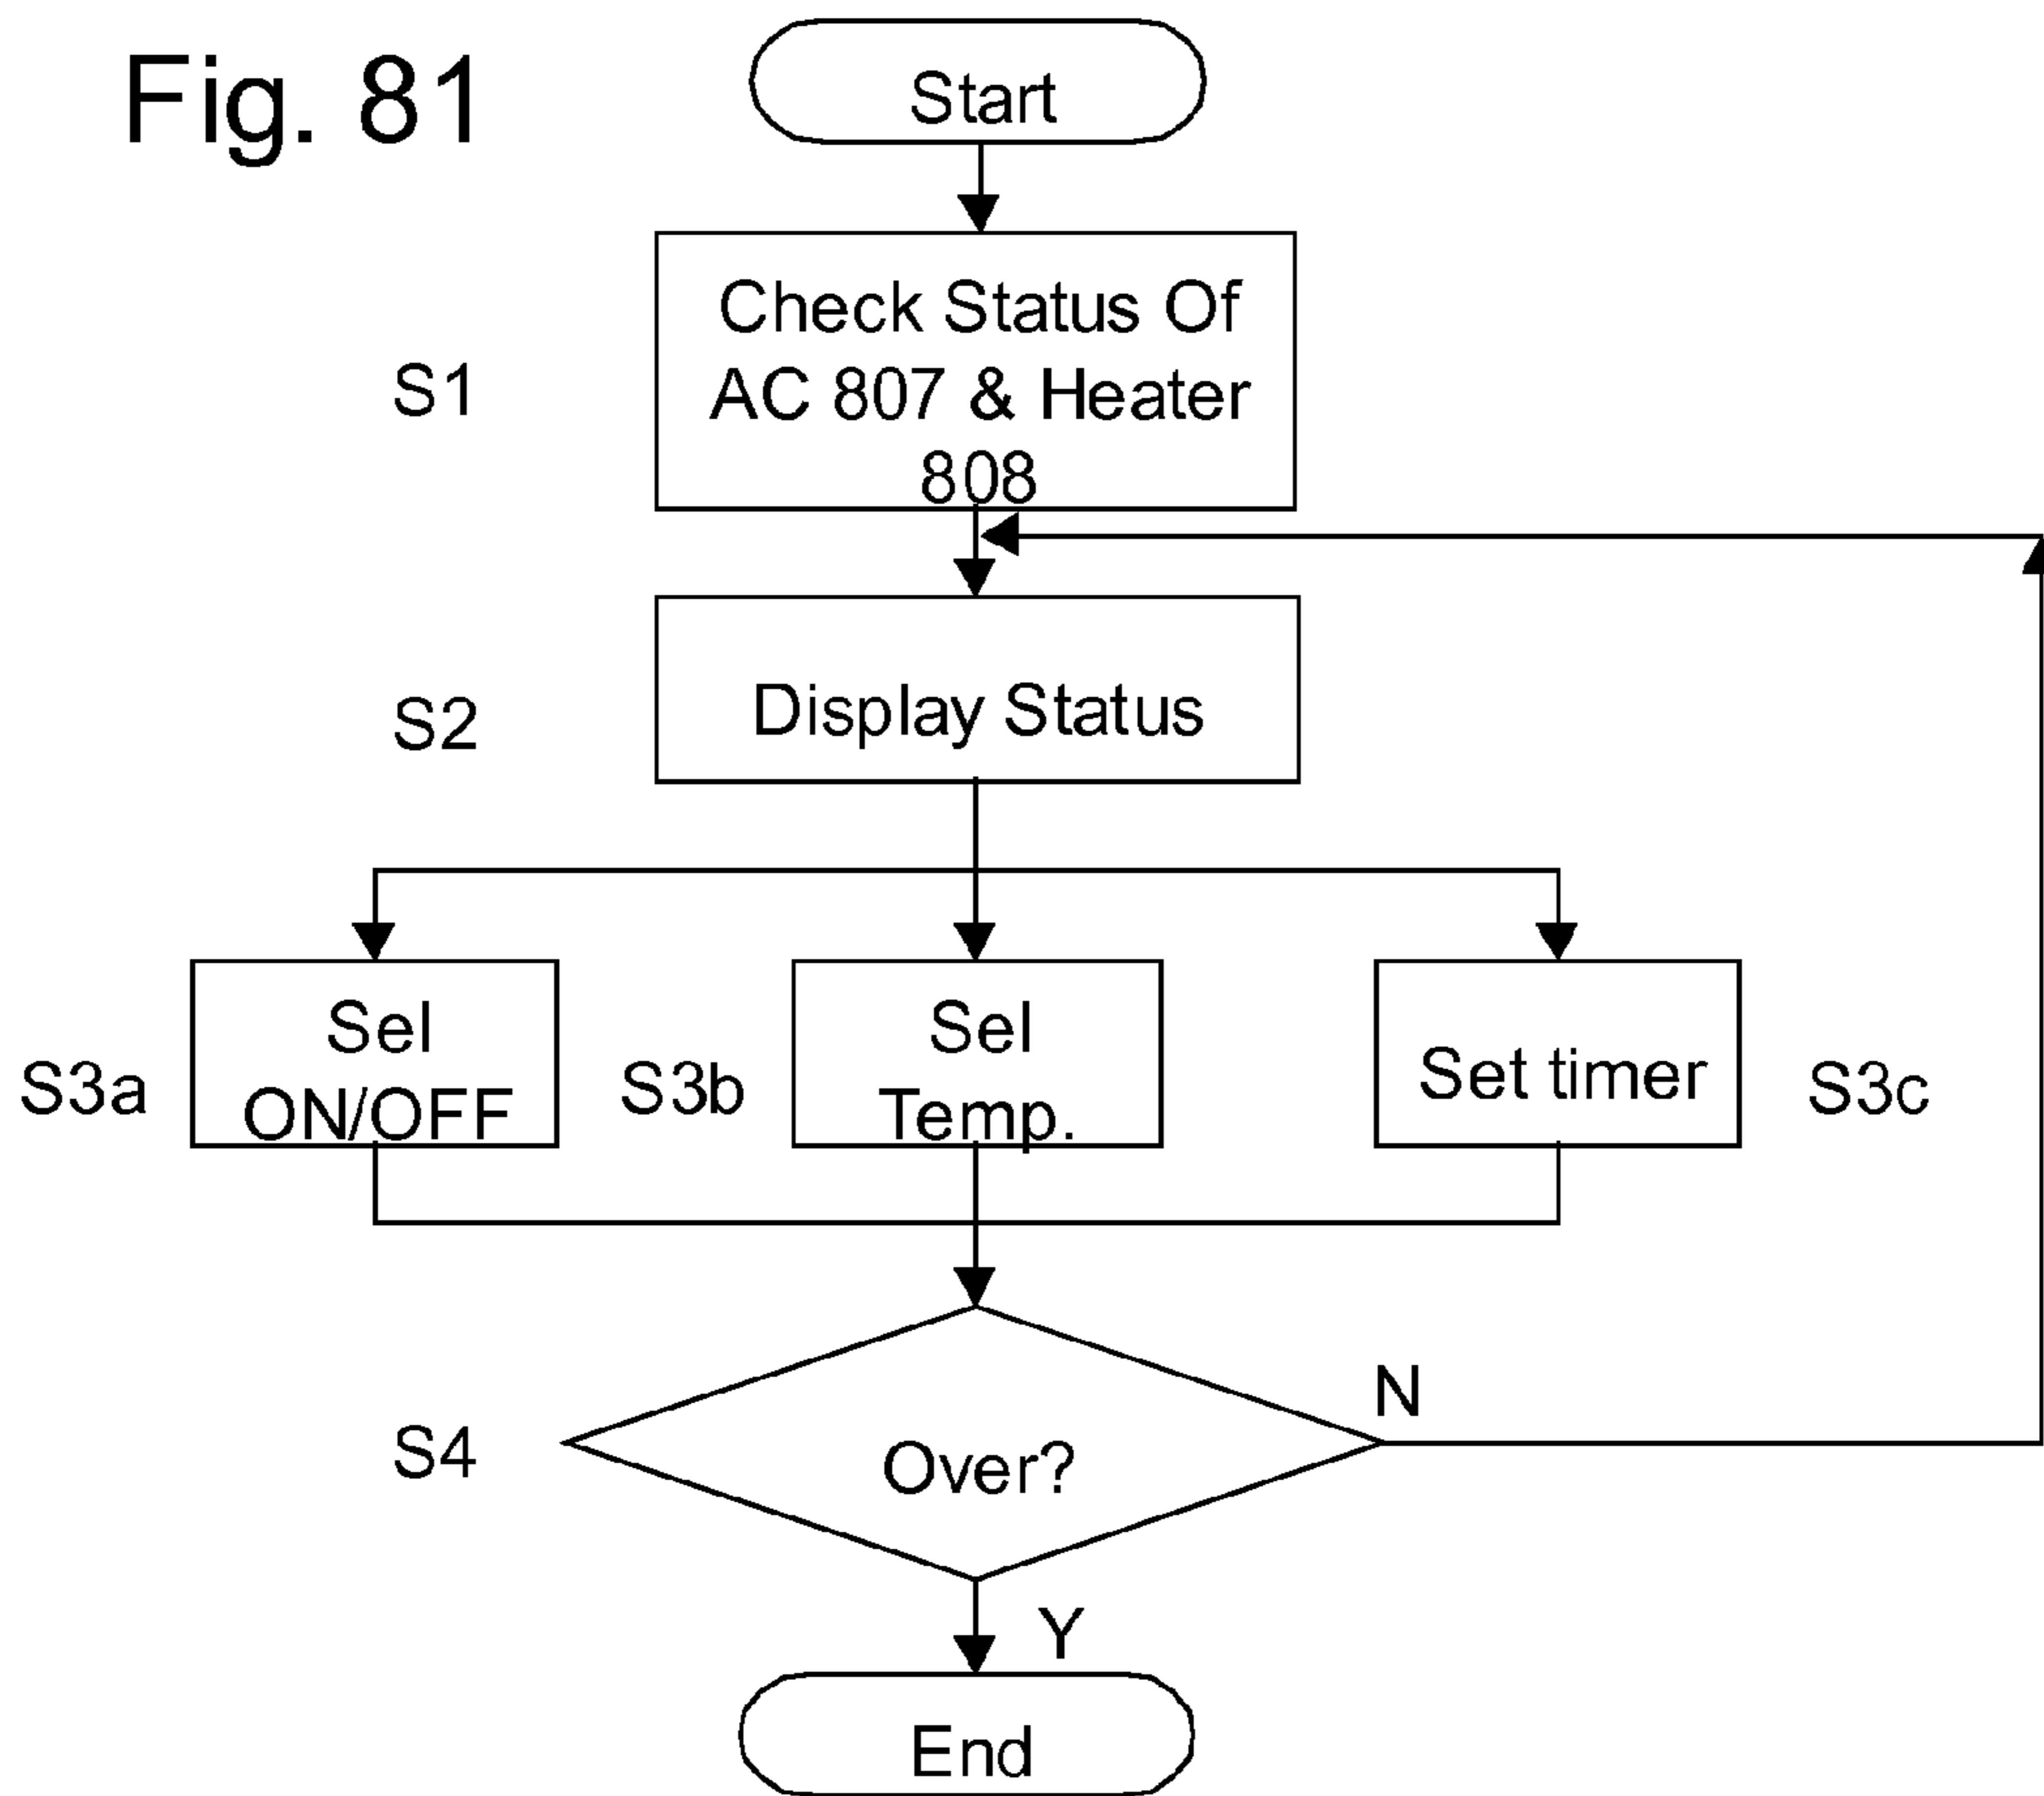 Fig. 81
Start
S1
Check Status Of
AC 807 & Heater
808
S2
Display Status
S3a
Sel
ON/OFF
S3b
Sel
Temp.
Set timer
S3c
S4
Over?
N
Y
End